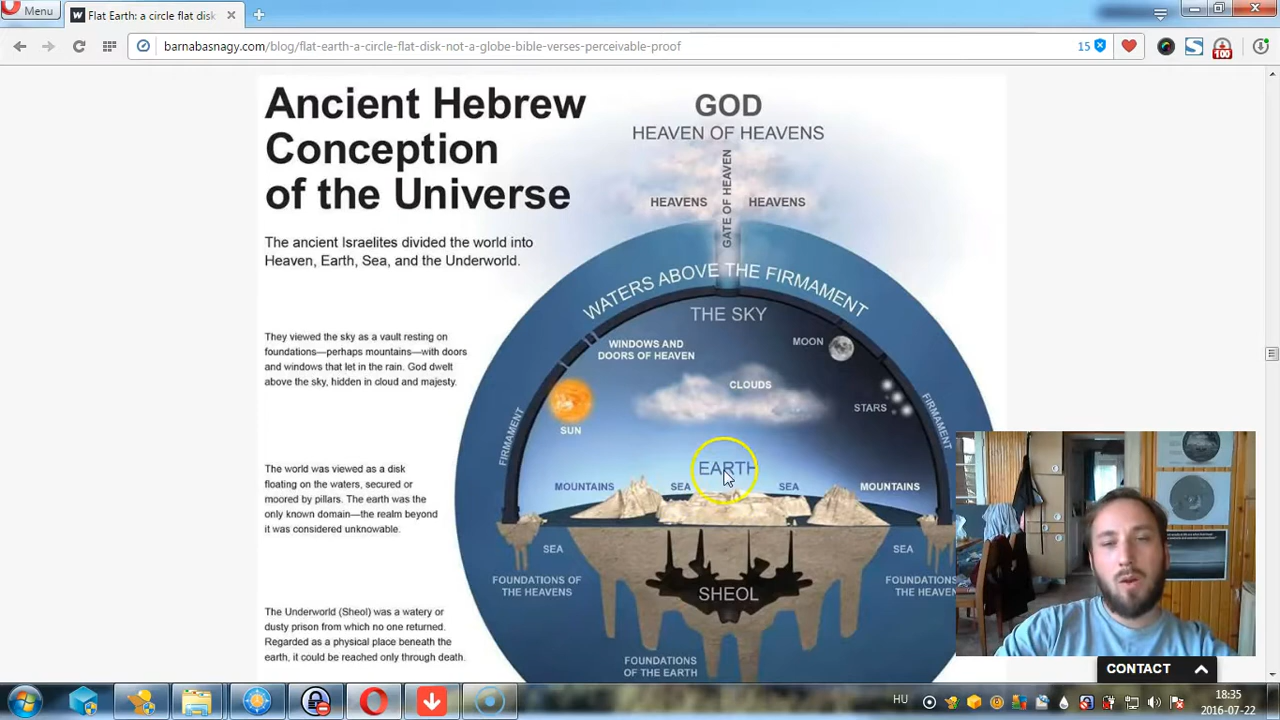 Menu
Flat Earth: a circle flat disk
barnabasnagy.com/blog/flat-earth-a-circle-flat-disk-not-a-globe-bible-verses-perceivable-proof
15
100
Ancient Hebrew
Conception
of the Universe
The ancient Israelites divided the world into
Heaven, Earth, Sea, and the Underworld.
They viewed the sky as a vault resting on
foundations—perhaps mountains—with doors
and windows that let in the rain. God dwelt
above the sky, hidden in cloud and majesty.
The world was viewed as a disk
floating on the waters, secured or
moored by pillars. The earth was the
only known domain—the realm beyond
it was considered unknowable.
The Underworld (Sheol) was a watery or
dusty prison from which no one returned.
Regarded as a physical place beneath the
earth, it could be reached only through death.
GOD
HEAVEN OF HEAVENS
GATE OF HEAVEN
HEAVENS
HEAVENS
WATERS ABOVE THE FIRMAMENT
THE SKY
WINDOWS AND
DOORS OF HEAVEN
MOON
CLOUDS
STARS
SUN
FIRMAMENT
FIRMAMENT
EARTH
MOUNTAINS
SEA
SEA
MOUNTAINS
SEA
SEA
FOUNDATIONS OF
THE HEAVENS
FOUNDATIONS
THE HEAVEN
SHEOL
FOUNDATIONS
OF THE EARTH
CONTACT
HU
18:35
2016-07-22